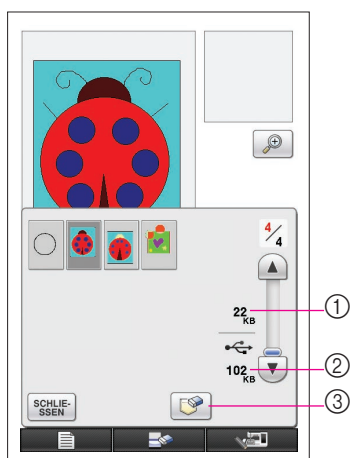 4/4
22
KB
①
102
KB
②
SCHLIE-
SSEN
③